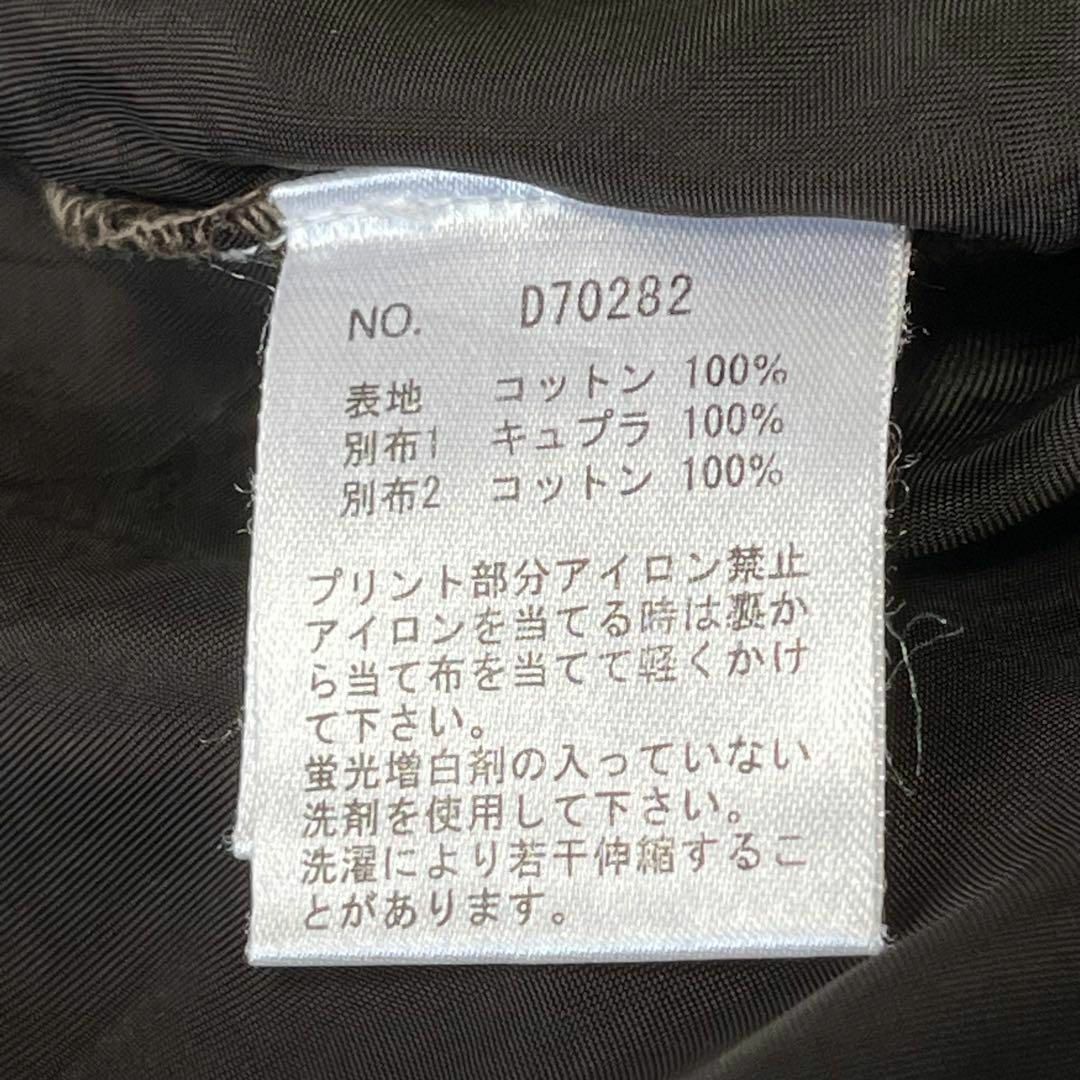 NO. D70282
表地 コットン 100%
別布1 キュプラ 100%
別布2 コットン 100%
プリント部分アイロン禁止
アイロンを当てる時は裏か
ら当て布を当てて軽くかけ
て下さい。
蛍光増白剤の入っていない
洗剤を使用して下さい。
洗濯により若干伸縮するこ
とがあります。